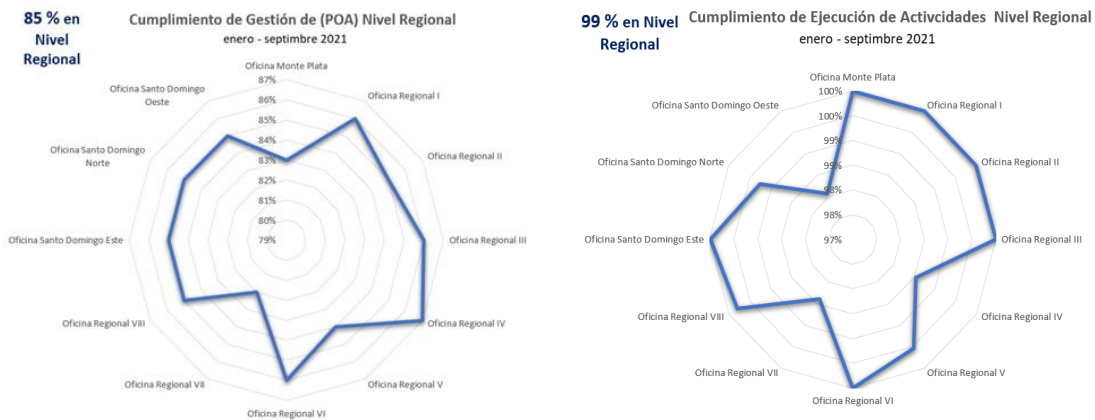 85 % en
Nivel
Regional
Cumplimiento de Gestión de (POA) Nivel Regional
enero - septimbre 2021
Oficina Monte Plata
87%
Oficina Santo Domingo
Oeste
Oficina Regional I
86%
85%
84%
Oficina Santo Domingo
Norte
Oficina Regional II
83%
82%
81%
80%
Oficina Santo Domingo Este
79%
Oficina Regional III
Oficina Regional VIII
Oficina Regional IV
Oficina Regional VII
Oficina Regional V
Oficina Regional VI
99 % en Nivel
Regional
Cumplimiento de Ejecución de Activcidades Nivel Regional
enero - septimbre 2021
Oficina Monte Plata
100%
Oficina Santo Domingo Oeste
Oficina Regional I
100%
99%
Oficina Santo Domingo Norte
Oficina Regional II
99%
98%
98%
Oficina Santo Domingo Este
97%
Oficina Regional III
Oficina Regional VIII
Oficina Regional IV
Oficina Regional VII
Oficina Regional V
Oficina Regional VI